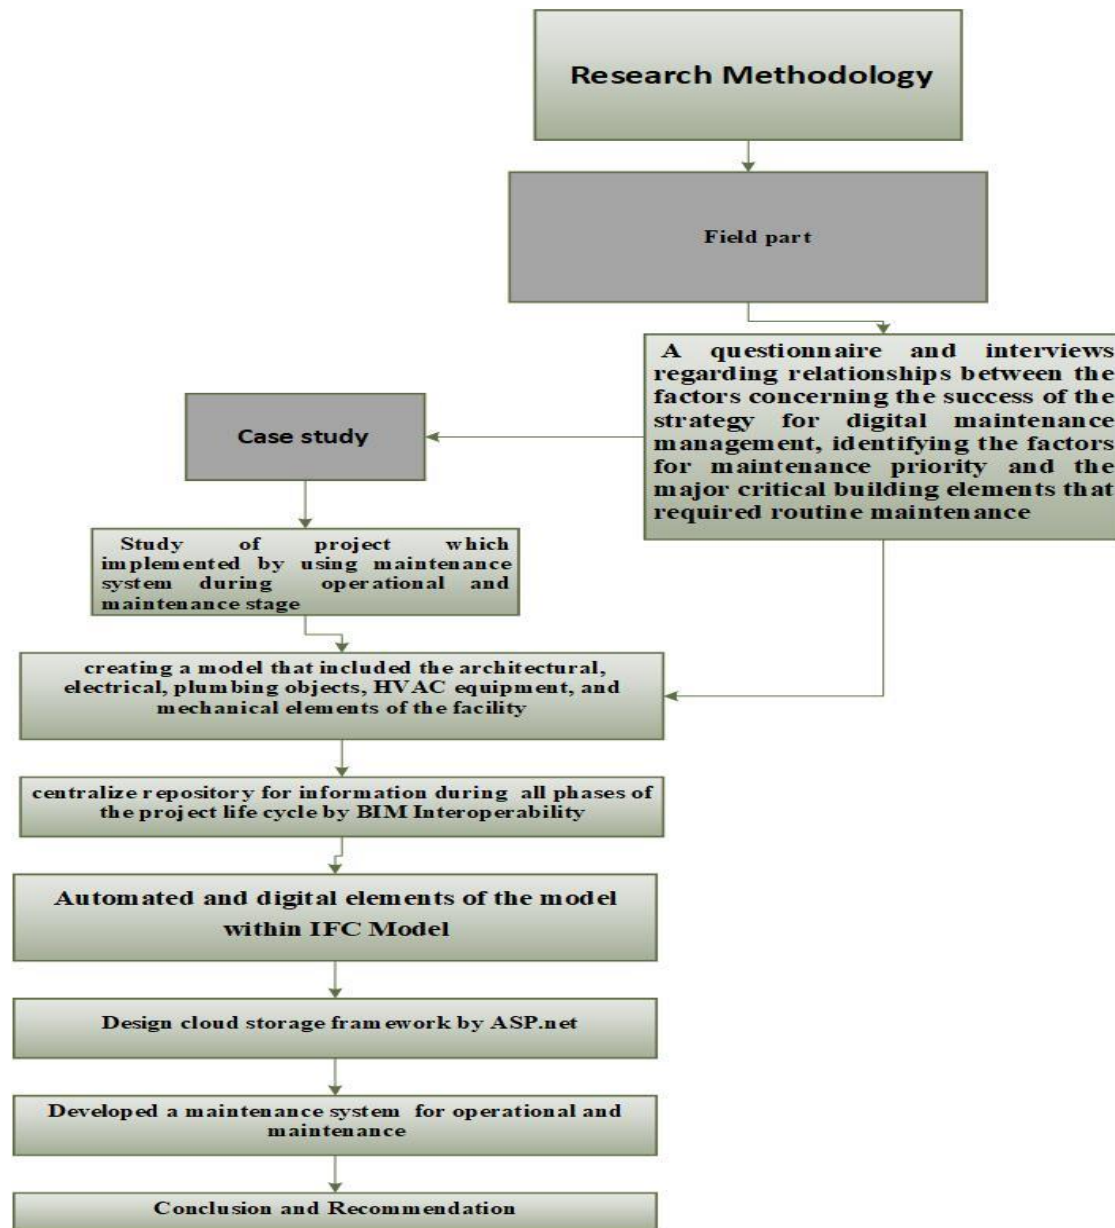 Research Methodology
Field part
A questionnaire and interviews
regarding relationships between the
factors concerning the success of the
strategy for digital maintenance
management, identifying the factors
for maintenance priority and the
major critical building elements that
required routine maintenance
Case study
Study of project which
implemented by using maintenance
system during operational and
maintenance stage
creating a model that included the architectural,
electrical, plumbing objects, HVAC equipment, and
mechanical elements of the facility
centralize repository for information during all phases of
the project life cycle by BIM Interoperability
Automated and digital elements of the model
within IFC Model
Design cloud storage framework by ASP.net
Developed a maintenance system for operational and
maintenance
Conclusion and Recommendation